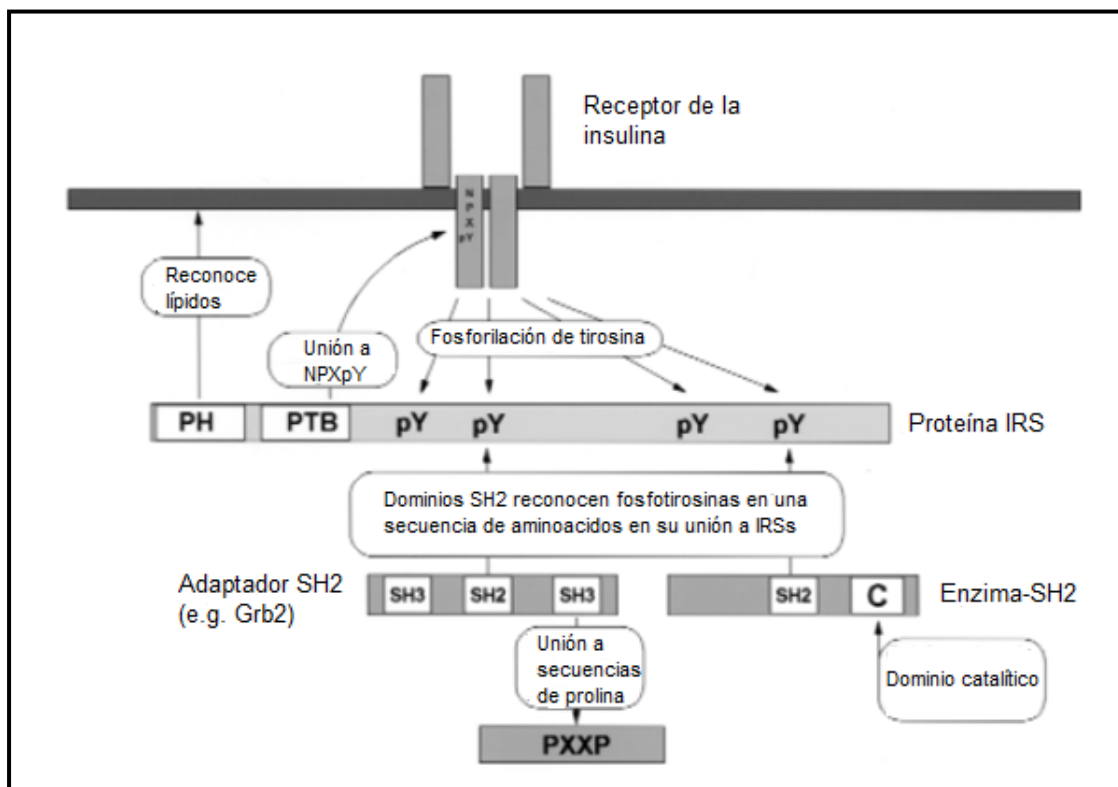 Receptor de la
insulina
N
P
X
pY
Reconoce
lípidos
Unión a
NPXpY
Fosforilación de tirosina
PH PTB pY pY pY pY
Proteína IRS
Dominios SH2 reconocen fosfotirosinas en una
secuencia de aminoacidos en su unión a IRSs
Adaptador SH2
(e.g. Grb2)
SH3 SH2 SH3
SH2 C
Enzima-SH2
Unión a
secuencias
de prolina
Dominio catalítico
PXXP